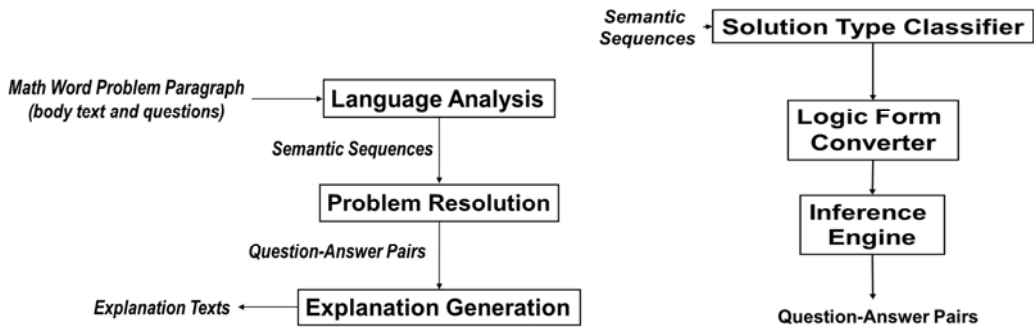 Math Word Problem Paragraph
(body text and questions)
Language Analysis
Semantic Sequences
Problem Resolution
Question-Answer Pairs
Explanation Texts
Explanation Generation
Semantic
Sequences
Solution Type Classifier
Logic Form
Converter
Inference
Engine
Question-Answer Pairs